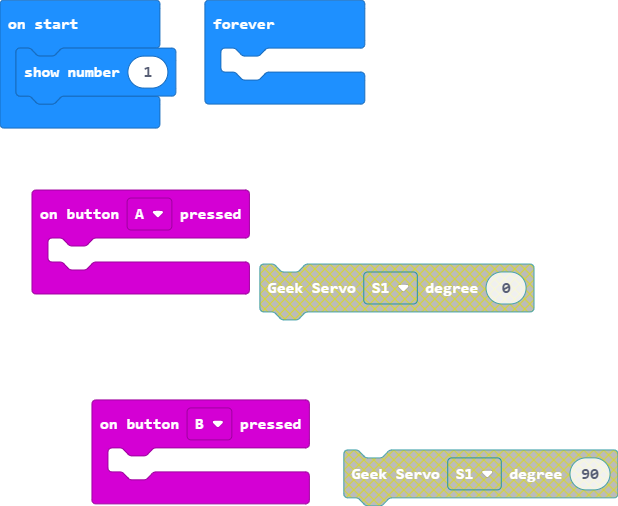 on start
forever
show number 1
on button A pressed
Geek Servo S1 degree 0
on button B pressed
Geek Servo S1 degree 90